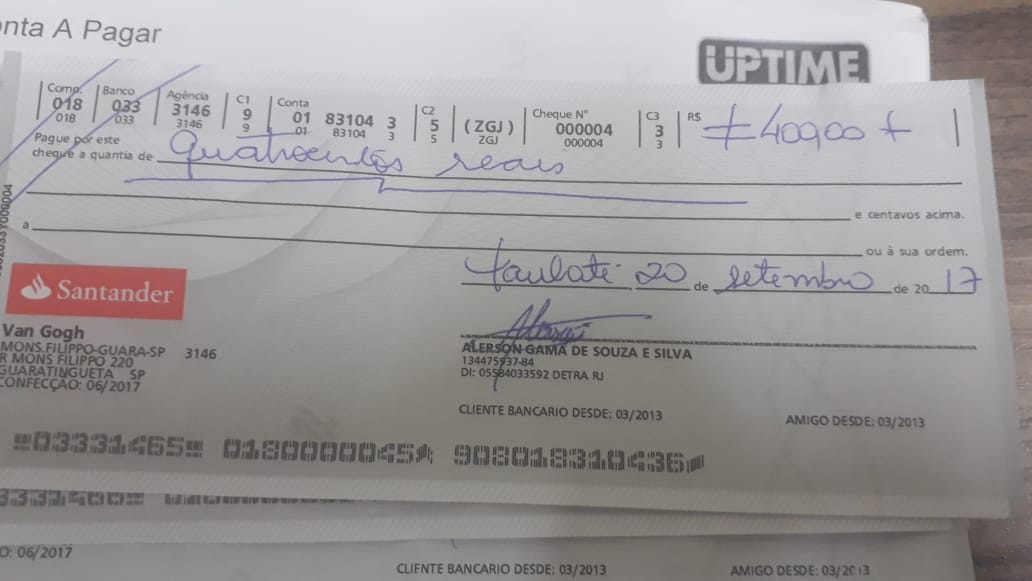 onta A Pagar
UPTIME
Comp. Banco Agência C1 Conta C2 Cheque Nº C3 R$
018 033 3146 9 01 83104 3 5 (ZGJ) 000004 3 # 400,00 #
018 033 3146 9 01 83104 3 5 ZGJ 000004 3
Pague por este
cheque a quantia de Quatrocentos reais
e centavos acima.
a
ou à sua ordem.
Taubaté 20 de setembro de 2017
Santander
Van Gogh
MONS.FILIPPO-GUARA-SP 3146
R MONS FILIPPO 220
GUARATINGUETA SP
CONFECÇÃO: 06/2017
ALERSON GAMA DE SOUZA E SILVA
134475937-84
DI: 05584033592 DETRA RJ
CLIENTE BANCARIO DESDE: 03/2013
AMIGO DESDE: 03/2013
03331465 0180000045 908018310436
O: 06/2017
CLIENTE BANCARIO DESDE: 03/2013
AMIGO DESDE: 03/2013